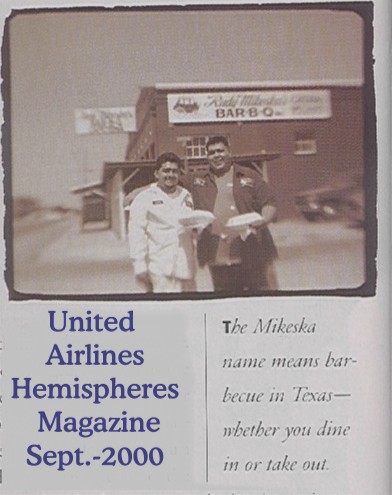 Rudy Mikeska's
BAR-B-Q
United
Airlines
Hemispheres
Magazine
Sept.-2000
The Mikeska
name means bar-
becue in Texas—
whether you dine
in or take out.